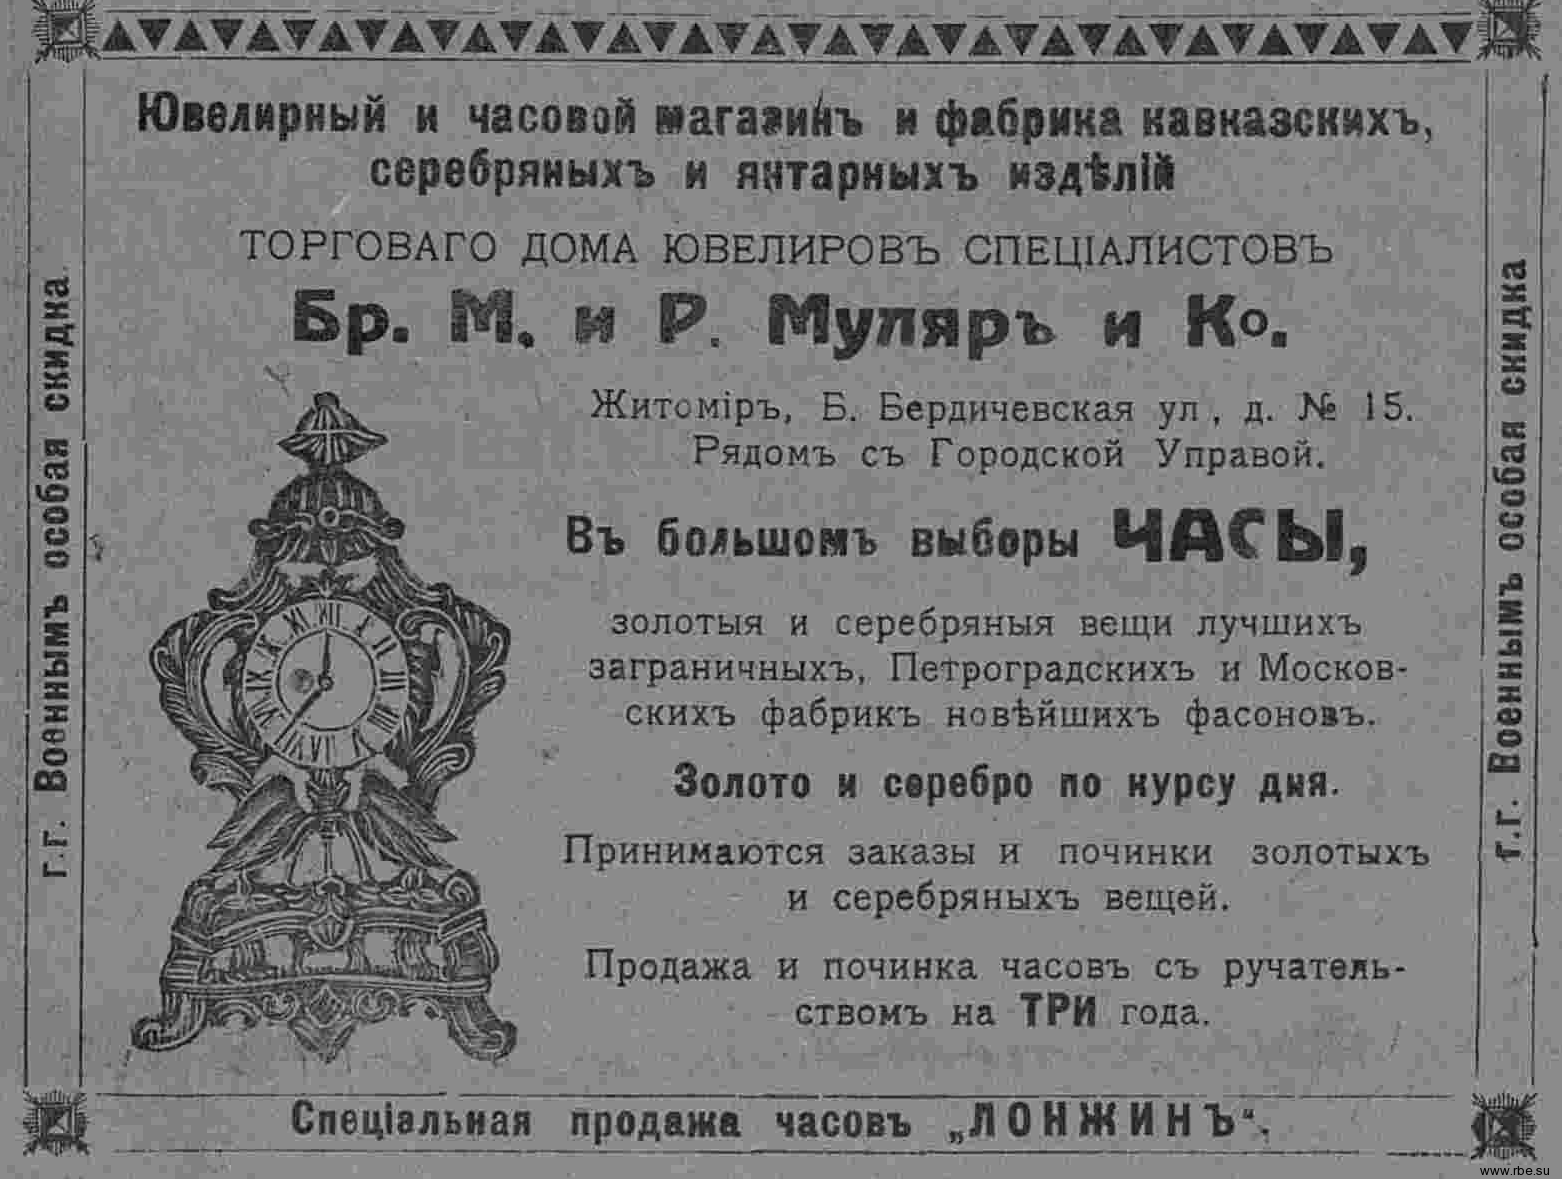 Ювелирный и часовой магазинъ и фабрика кавказскихъ,
серебряныхъ и янтарныхъ издѣлій
ТОРГОВАГО ДОМА ЮВЕЛИРОВЪ СПЕЦІАЛИСТОВЪ
Бр. М. и Р. Муляръ и Ко.
Житоміръ, Б. Бердичевская ул, д. № 15.
Рядомъ съ Городской Управой.
Въ большомъ выборы ЧАСЫ,
золотыя и серебряныя вещи лучшихъ
заграничныхъ, Петроградскихъ и Москов-
скихъ фабрикъ новѣйшихъ фасоновъ.
Золото и серебро по курсу дня.
Принимаются заказы и починки золотыхъ
и серебряныхъ вещей.
Продажа и починка часовъ съ ручатель-
ствомъ на ТРИ года.
г.г. Военнымъ особая скидка.
г.г. Военнымъ особая скидка
Спеціальная продажа часовъ „ЛОНЖИНЪ“.
www.rbe.su